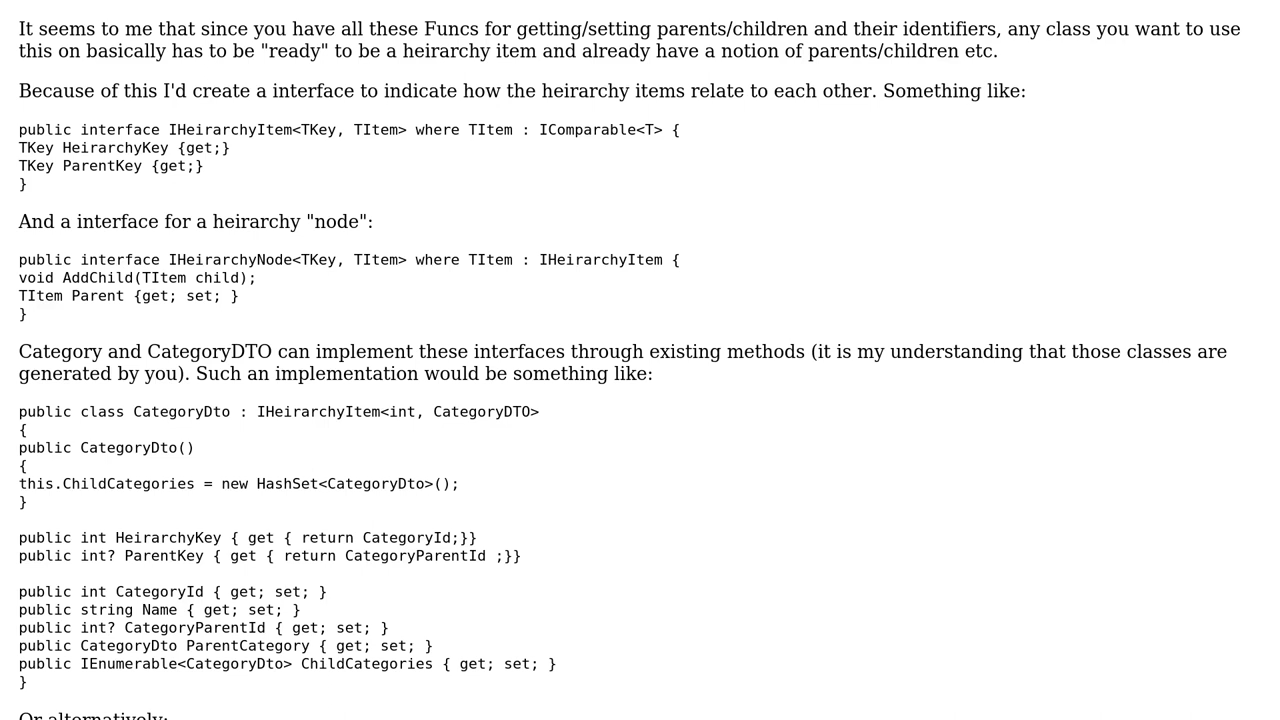 It seems to me that since you have all these Funcs for getting/setting parents/children and their identifiers, any class you want to use
this on basically has to be "ready" to be a heirarchy item and already have a notion of parents/children etc.
Because of this I'd create a interface to indicate how the heirarchy items relate to each other. Something like:
public interface IHeirarchyItem<TKey, TItem> where TItem : IComparable<T> {
TKey HeirarchyKey {get;}
TKey ParentKey {get;}
}
And a interface for a heirarchy "node":
public interface IHeirarchyNode<TKey, TItem> where TItem : IHeirarchyItem {
void AddChild(TItem child);
TItem Parent {get; set; }
}
Category and CategoryDTO can implement these interfaces through existing methods (it is my understanding that those classes are
generated by you). Such an implementation would be something like:
public class CategoryDto : IHeirarchyItem<int, CategoryDTO>
{
public CategoryDto()
{
this.ChildCategories = new HashSet<CategoryDto>();
}
public int HeirarchyKey { get { return CategoryId;}}
public int? ParentKey { get { return CategoryParentId ;}}
public int CategoryId { get; set; }
public string Name { get; set; }
public int? CategoryParentId { get; set; }
public CategoryDto ParentCategory { get; set; }
public IEnumerable<CategoryDto> ChildCategories { get; set; }
}
Or alternatively: